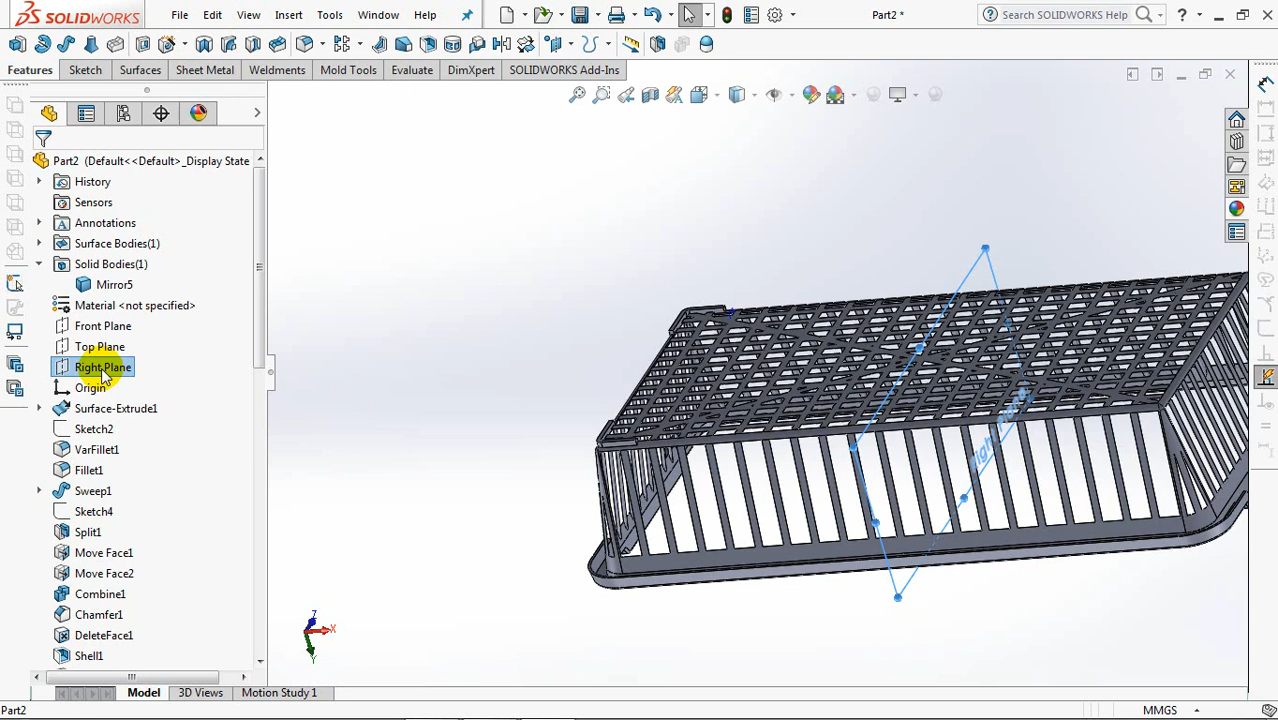 SOLIDWORKS File Edit View Insert Tools Window Help Part2 * Search SOLIDWORKS Help ?
Features Sketch Surfaces Sheet Metal Weldments Mold Tools Evaluate DimXpert SOLIDWORKS Add-Ins
Part2 (Default<<Default>_Display State
History
Sensors
Annotations
Surface Bodies(1)
Solid Bodies(1)
Mirror5
Material <not specified>
Front Plane
Top Plane
Right Plane
Origin
Surface-Extrude1
Sketch2
VarFillet1
Fillet1
Sweep1
Sketch4
Split1
Move Face1
Move Face2
Combine1
Chamfer1
DeleteFace1
Shell1
Right Plane
Z
X
Y
Model 3D Views Motion Study 1
Part2 MMGS